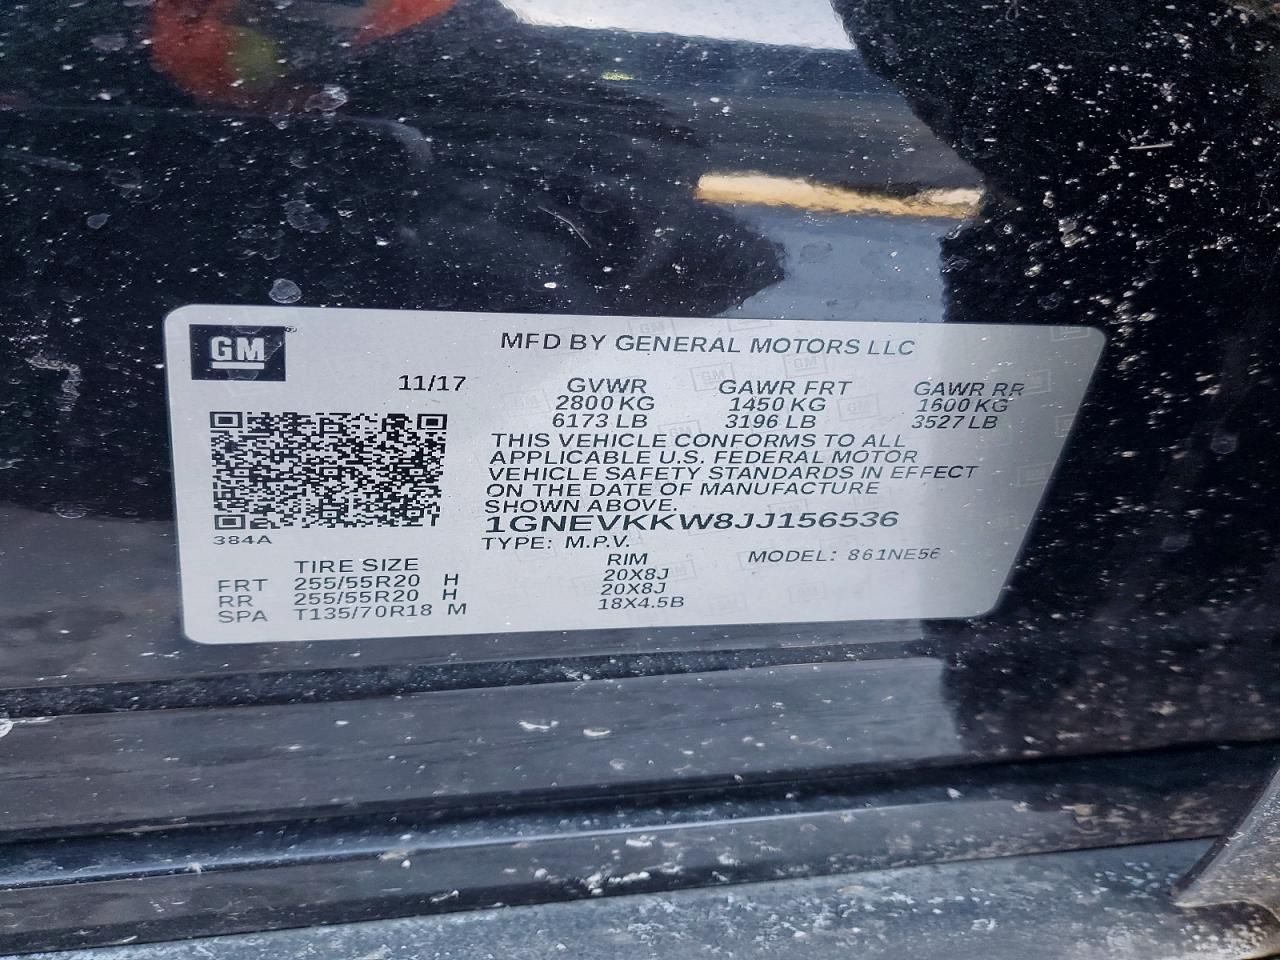 GM
MFD BY GENERAL MOTORS LLC
11/17
GVWR GAWR FRT GAWR RR
2800 KG 1450 KG 1600 KG
6173 LB 3196 LB 3527 LB
THIS VEHICLE CONFORMS TO ALL
APPLICABLE U.S. FEDERAL MOTOR
VEHICLE SAFETY STANDARDS IN EFFECT
ON THE DATE OF MANUFACTURE
SHOWN ABOVE.
1GNEVKKW8JJ156536
384A
TYPE: M.P.V. MODEL: 861NE56
TIRE SIZE RIM
FRT 255/55R20 H 20X8J
RR 255/55R20 H 20X8J
SPA T135/70R18 M 18X4.5B